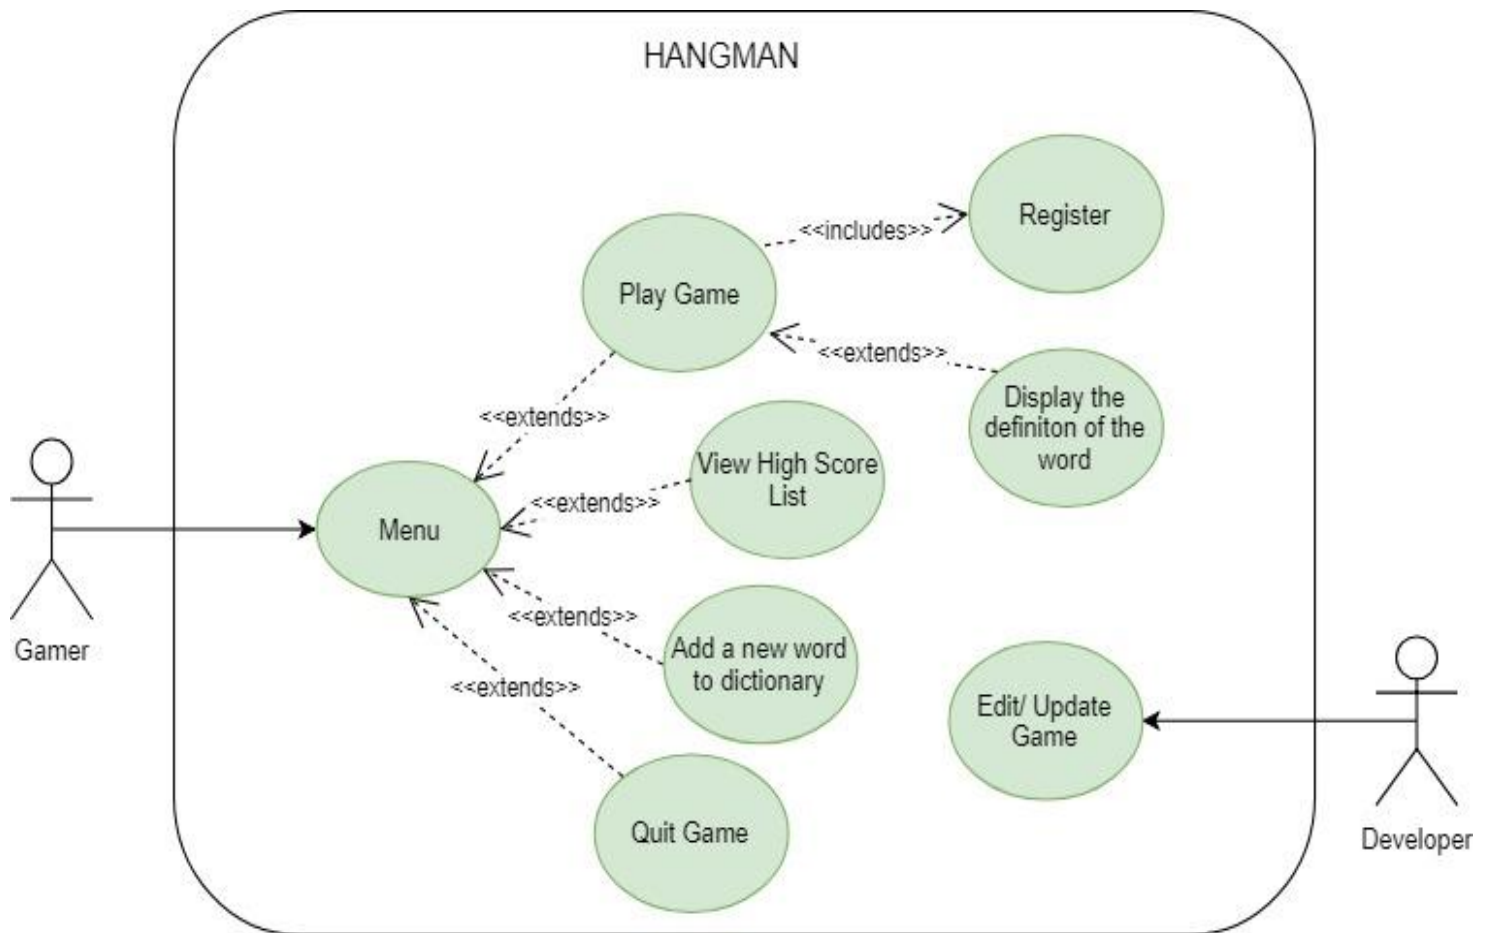 HANGMAN
Register
<<includes>>
Play Game
<<extends>>
Display the
definiton of the
word
<<extends>>
View High Score
List
<<extends>>
Menu
Gamer
<<extends>>
Add a new word
to dictionary
<<extends>>
Edit/ Update
Game
Quit Game
Developer